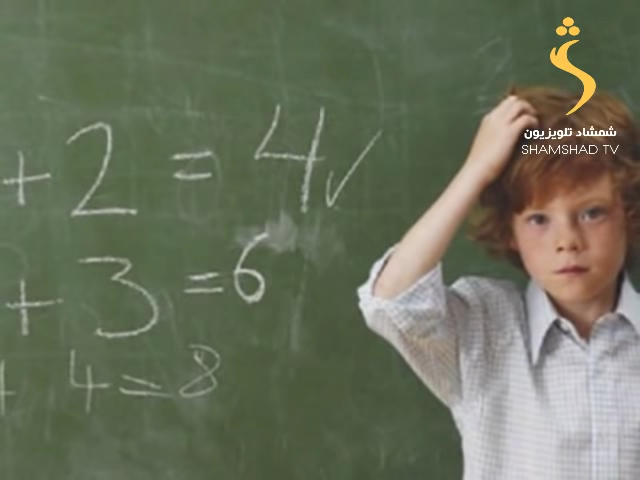 شمشاد تلویزیون
SHAMSHAD TV
+ 2 = 4 ✓
+ 3 = 6
+ 4 = 8